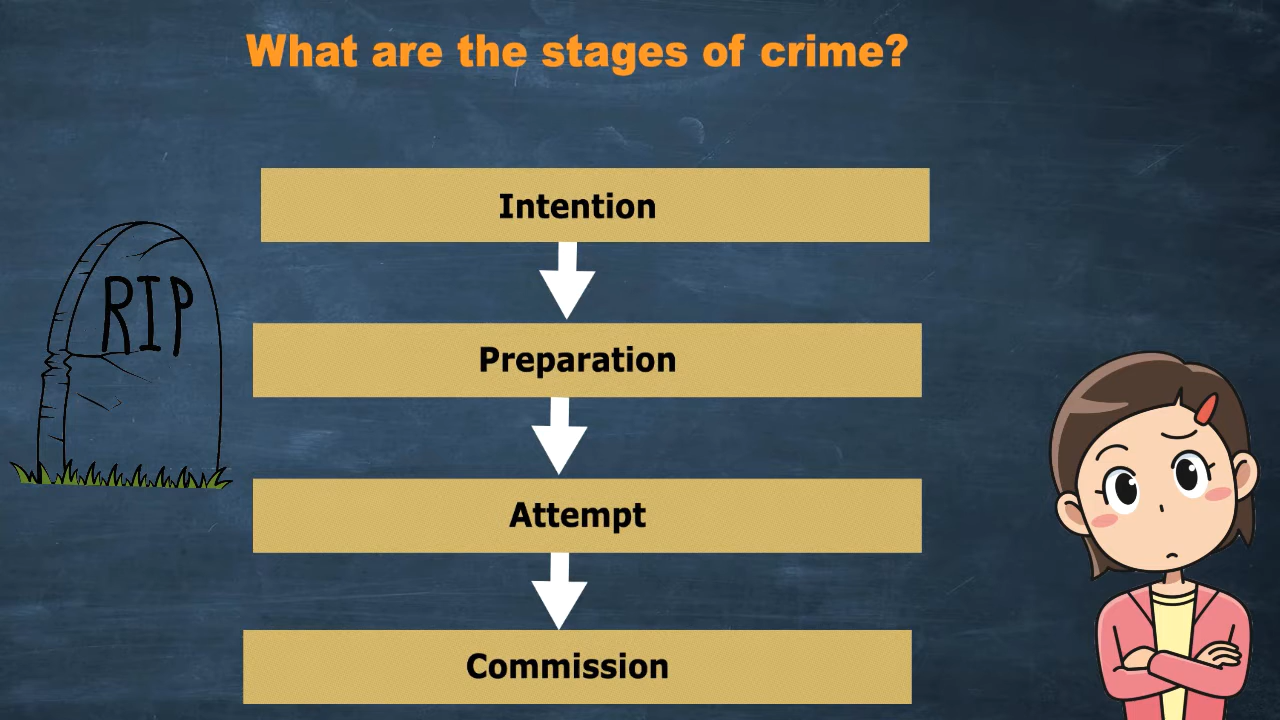 What are the stages of crime?
Intention
RIP
Preparation
Attempt
Commission